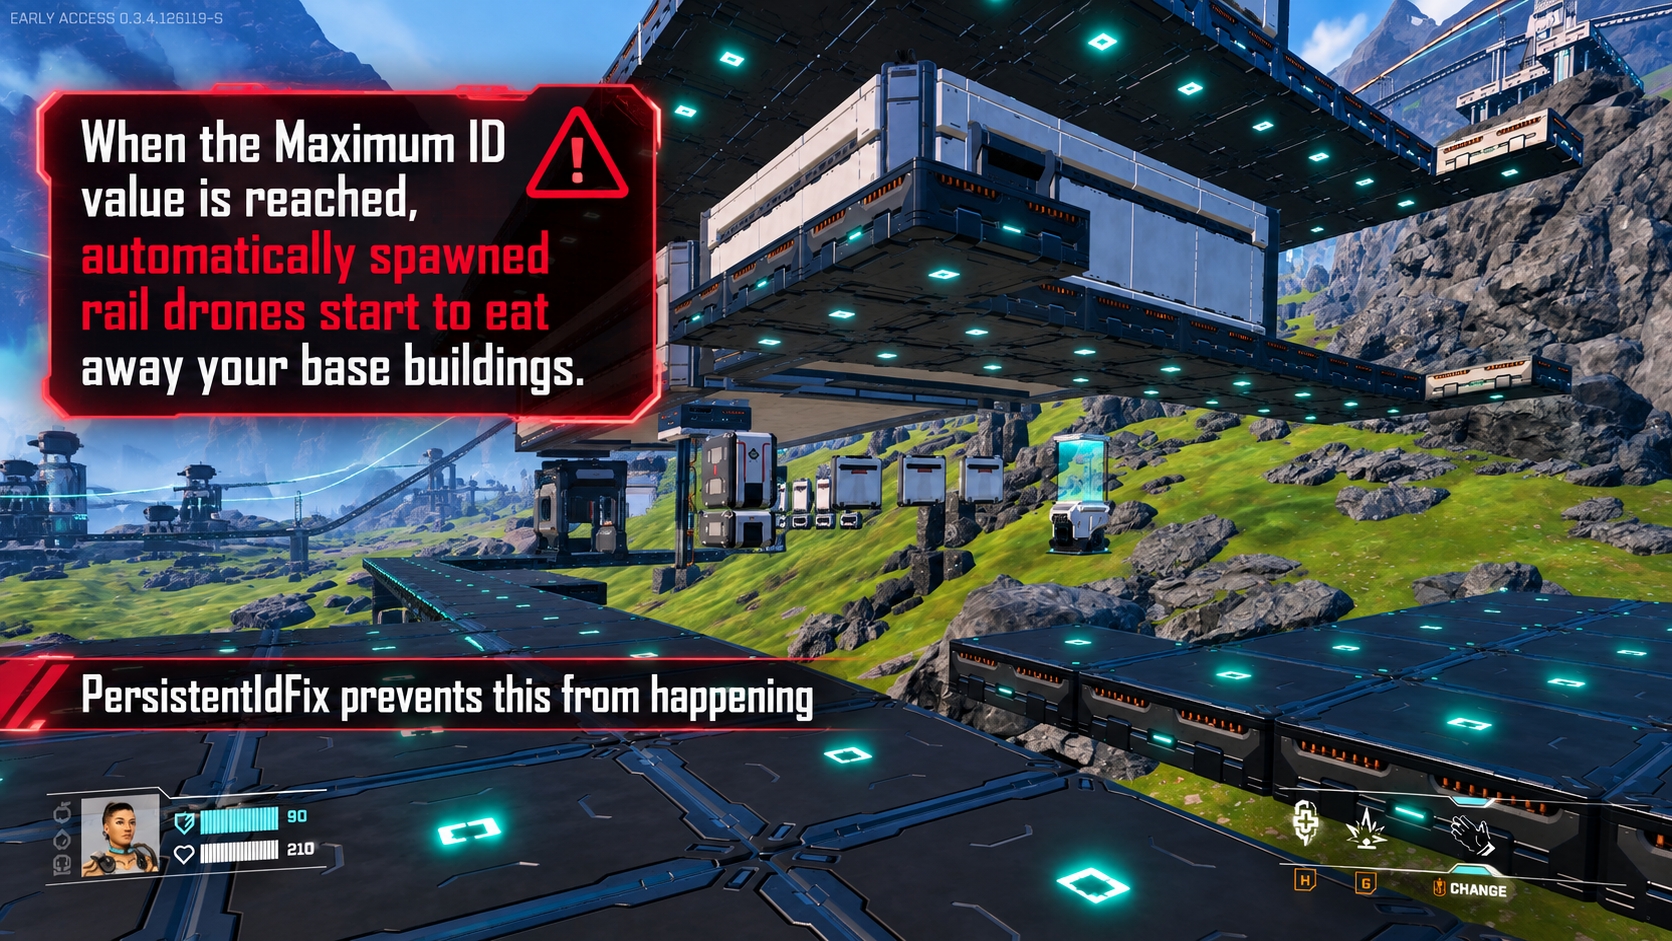 EARLY ACCESS 0.3.4.126119-S
When the Maximum ID
value is reached,
automatically spawned
rail drones start to eat
away your base buildings.
PersistentIdFix prevents this from happening
90
210
H
G
CHANGE